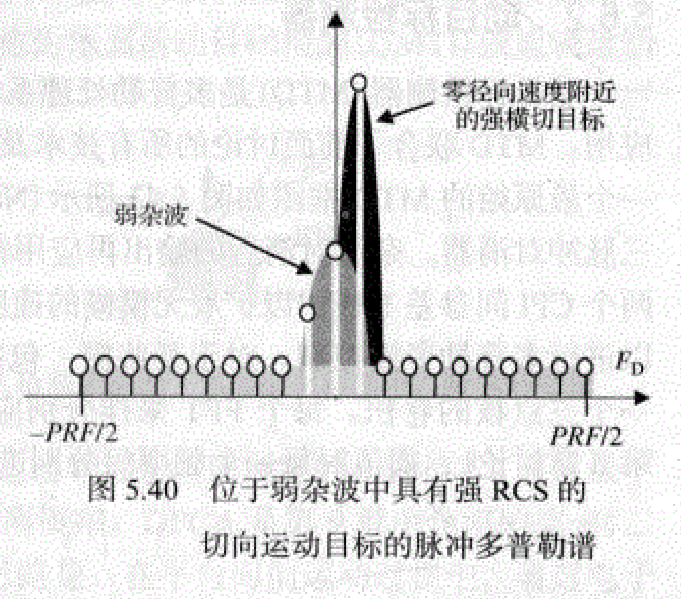 零径向速度附近
的强横切目标
弱杂波
F_D
–PRF/2
PRF/2
图 5.40 位于弱杂波中具有强 RCS 的
切向运动目标的脉冲多普勒谱